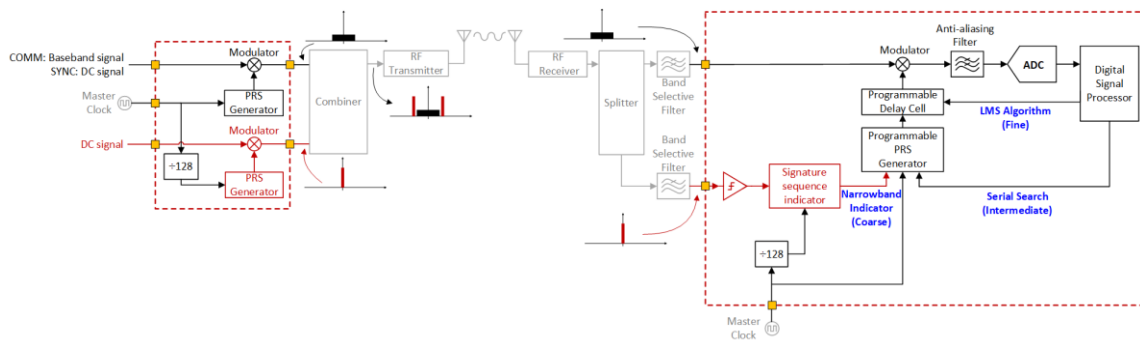 COMM: Baseband signal
SYNC: DC signal
Master
Clock
DC signal
Modulator
PRS
Generator
Modulator
÷128
PRS
Generator
Combiner
RF
Transmitter
RF
Receiver
Splitter
Band
Selective
Filter
Band
Selective
Filter
Signature
sequence
indicator
÷128
Master
Clock
Narrowband
Indicator
(Coarse)
Modulator
Programmable
Delay Cell
Programmable
PRS
Generator
Anti-aliasing
Filter
ADC
Digital
Signal
Processor
LMS Algorithm
(Fine)
Serial Search
(Intermediate)